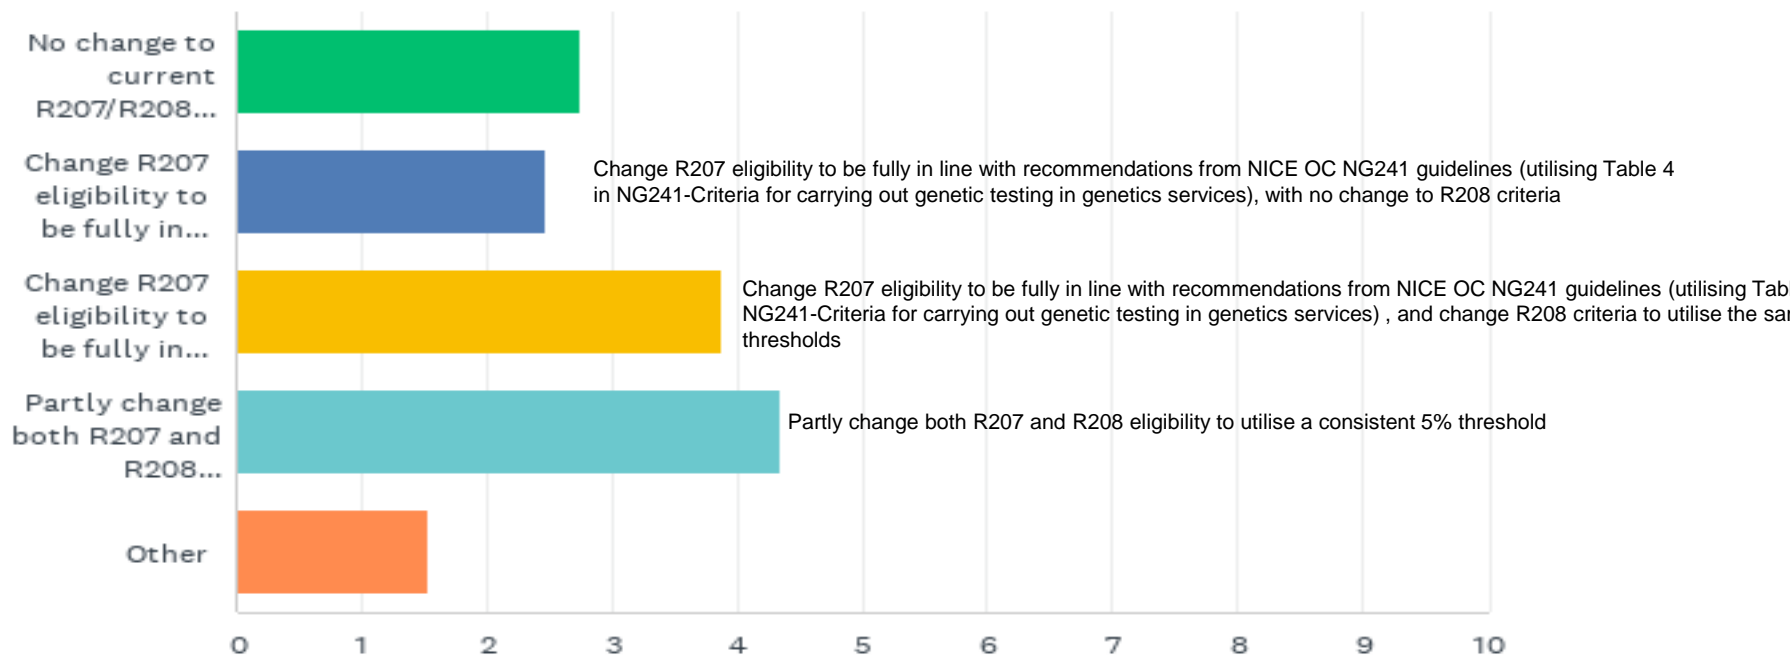 No change to
current
R207/R208...
Change R207
eligibility to
be fully in...
Change R207 eligibility to be fully in line with recommendations from NICE OC NG241 guidelines (utilising Table 4
in NG241-Criteria for carrying out genetic testing in genetics services), with no change to R208 criteria
Change R207
eligibility to
be fully in...
Change R207 eligibility to be fully in line with recommendations from NICE OC NG241 guidelines (utilising
NG241-Criteria for carrying out genetic testing in genetics services) , and change R208 criteria to utilise the
thresholds
Partly change
both R207 and
R208...
Partly change both R207 and R208 eligibility to utilise a consistent 5% threshold
Other
0 1 2 3 4 5 6 7 8 9 10